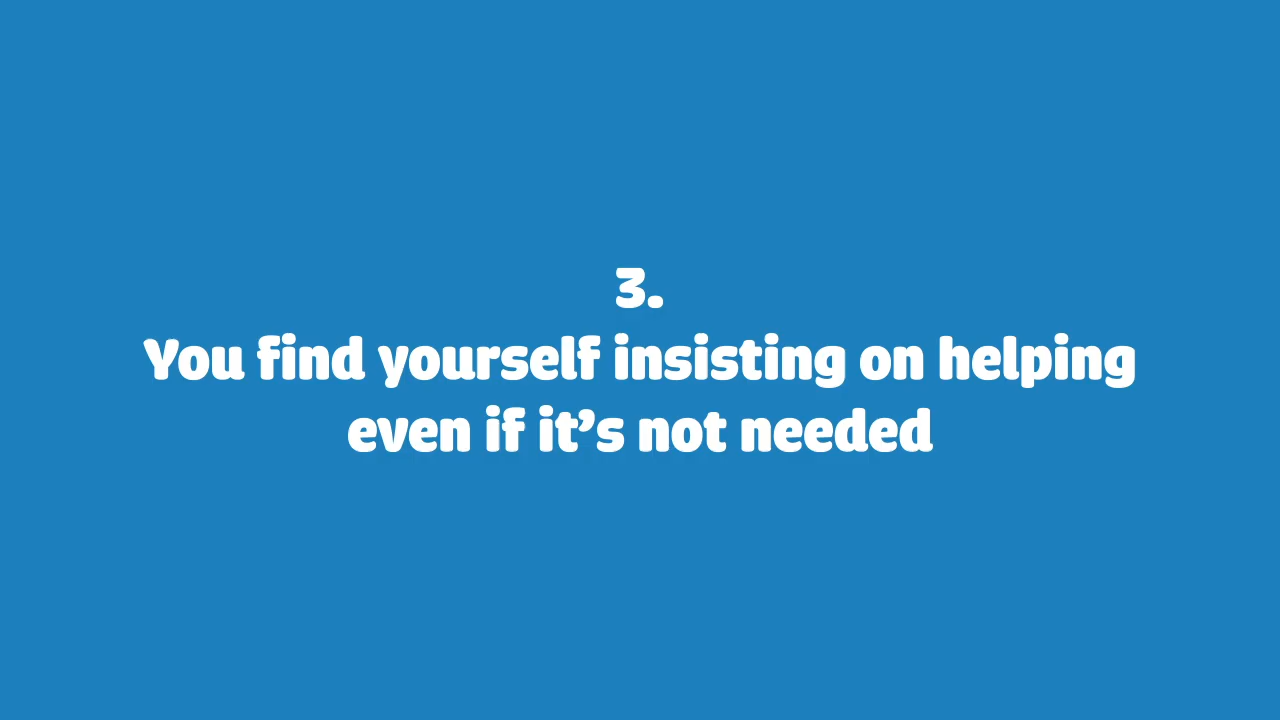 3.
You find yourself insisting on helping
even if it’s not needed